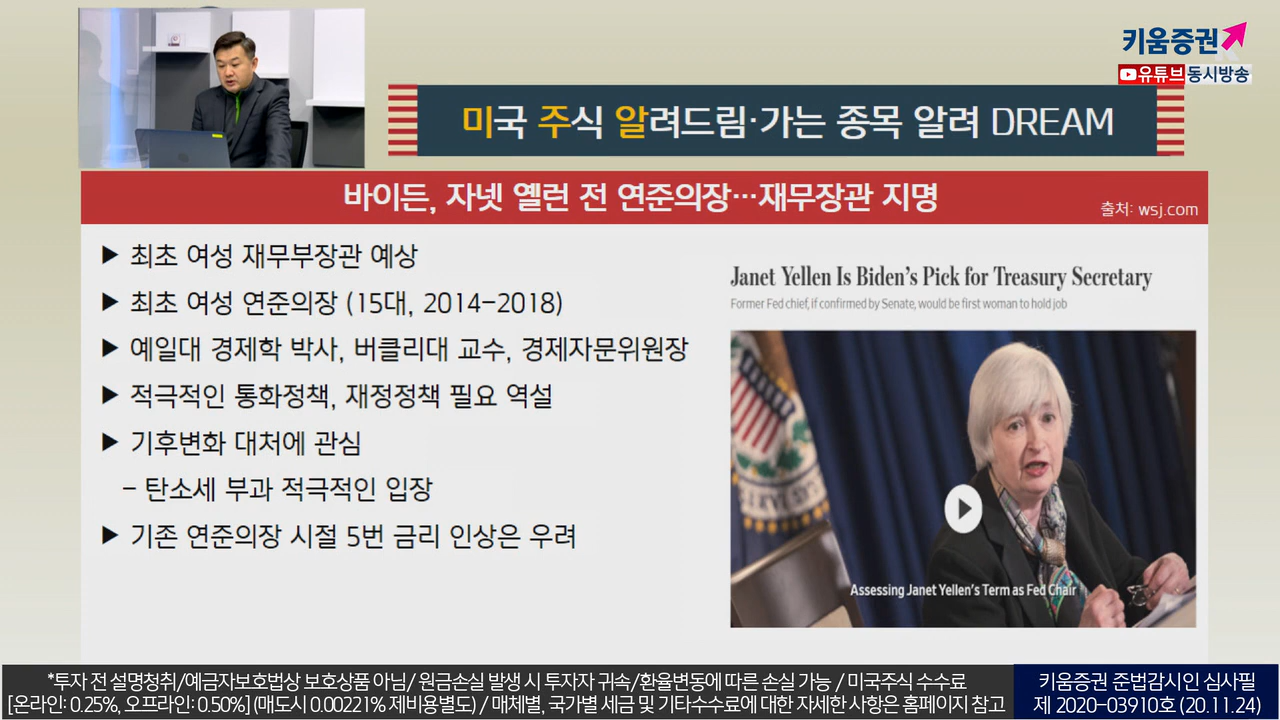 키움증권
유튜브동시방송
미국 주식 알려드림·가는 종목 알려 DREAM
바이든, 자넷 옐런 전 연준의장…재무장관 지명
출처: wsj.com
▶ 최초 여성 재무부장관 예상
▶ 최초 여성 연준의장 (15대, 2014-2018)
▶ 예일대 경제학 박사, 버클리대 교수, 경제자문위원장
▶ 적극적인 통화정책, 재정정책 필요 역설
▶ 기후변화 대처에 관심
- 탄소세 부과 적극적인 입장
▶ 기존 연준의장 시절 5번 금리 인상은 우려
Janet Yellen Is Biden's Pick for Treasury Secretary
Former Fed chief, if confirmed by Senate, would be first woman to hold job
Assessing Janet Yellen's Term as Fed Chair
*투자 전 설명청취/예금자보호법상 보호상품 아님/ 원금손실 발생 시 투자자 귀속/환율변동에 따른 손실 가능 / 미국주식 수수료
[온라인: 0.25%, 오프라인: 0.50%] (매도시 0.00221% 제비용별도) / 매체별, 국가별 세금 및 기타수수료에 대한 자세한 사항은 홈페이지 참고
키움증권 준법감시인 심사필
제 2020-03910호 (20.11.24)